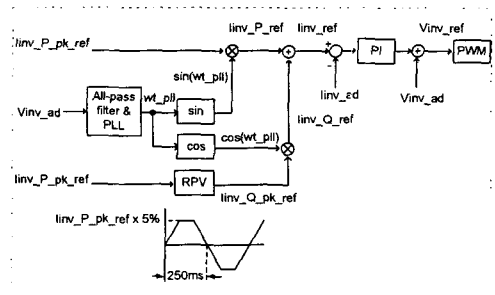 Iinv_P_pk_ref
Iinv_P_ref
Iinv_ref
Vinv_ref
PI
PWM
sin(wt_pll)
Iinv_ad
Vinv_ad
Vinv_ad
All-pass
filter &
PLL
wt_pll
sin
cos
cos(wt_pll)
Iinv_Q_ref
Iinv_P_pk_ref
RPV
Iinv_Q_pk_ref
Iinv_P_pk_ref x 5%
250ms